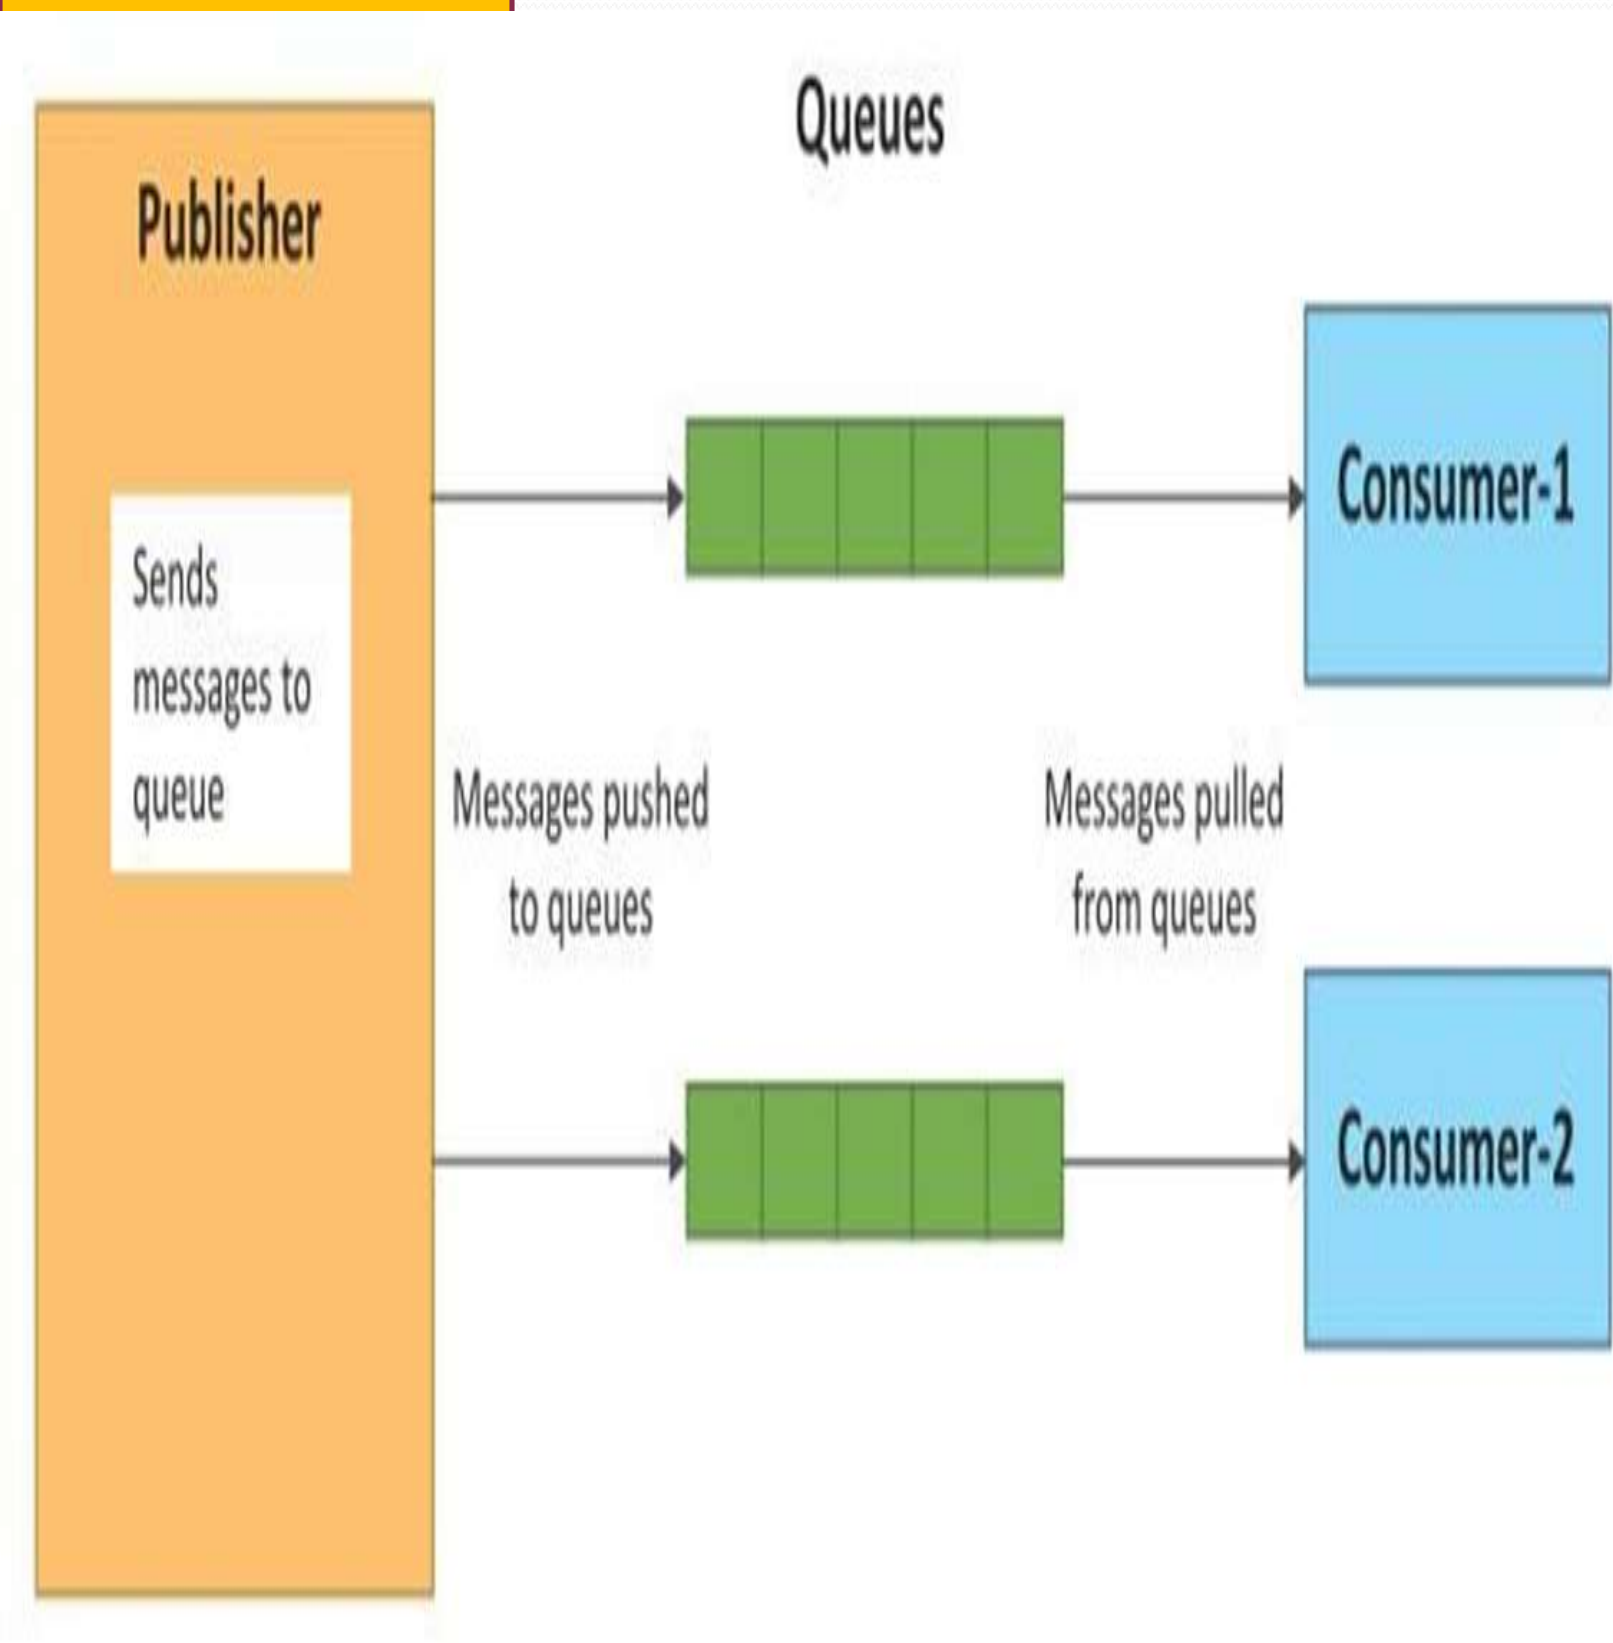 Queues
Publisher
Sends
messages to
queue
Messages pushed
to queues
Messages pulled
from queues
Consumer-1
Consumer-2